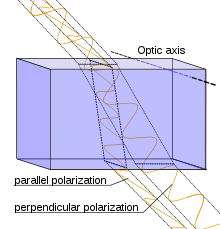 Optic axis
parallel polarization
perpendicular polarization